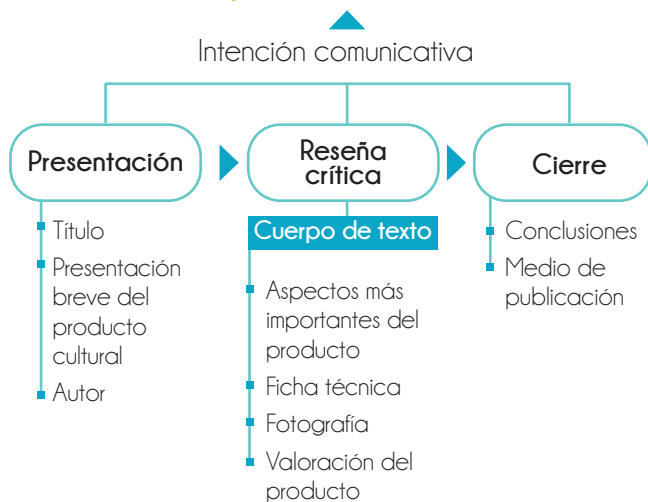 Intención comunicativa
Presentación
Reseña
crítica
Cierre
Título
Presentación
breve del
producto
cultural
Autor
Cuerpo de texto
Aspectos más
importantes del
producto
Ficha técnica
Fotografía
Valoración del
producto
Conclusiones
Medio de
publicación